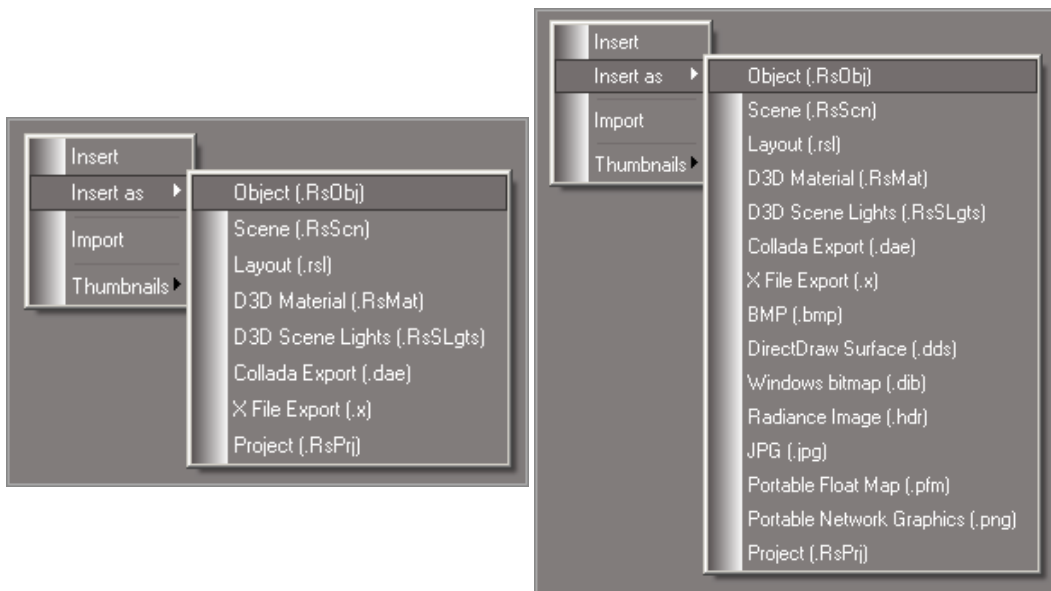 Insert
Insert as
Import
Thumbnails
Object (.RsObj)
Scene (.RsScn)
Layout (.rsl)
D3D Material (.RsMat)
D3D Scene Lights (.RsSLgts)
Collada Export (.dae)
X File Export (.x)
Project (.RsPrj)
Insert
Insert as
Import
Thumbnails
Object (.RsObj)
Scene (.RsScn)
Layout (.rsl)
D3D Material (.RsMat)
D3D Scene Lights (.RsSLgts)
Collada Export (.dae)
X File Export (.x)
BMP (.bmp)
DirectDraw Surface (.dds)
Windows bitmap (.dib)
Radiance Image (.hdr)
JPG (.jpg)
Portable Float Map (.pfm)
Portable Network Graphics (.png)
Project (.RsPrj)